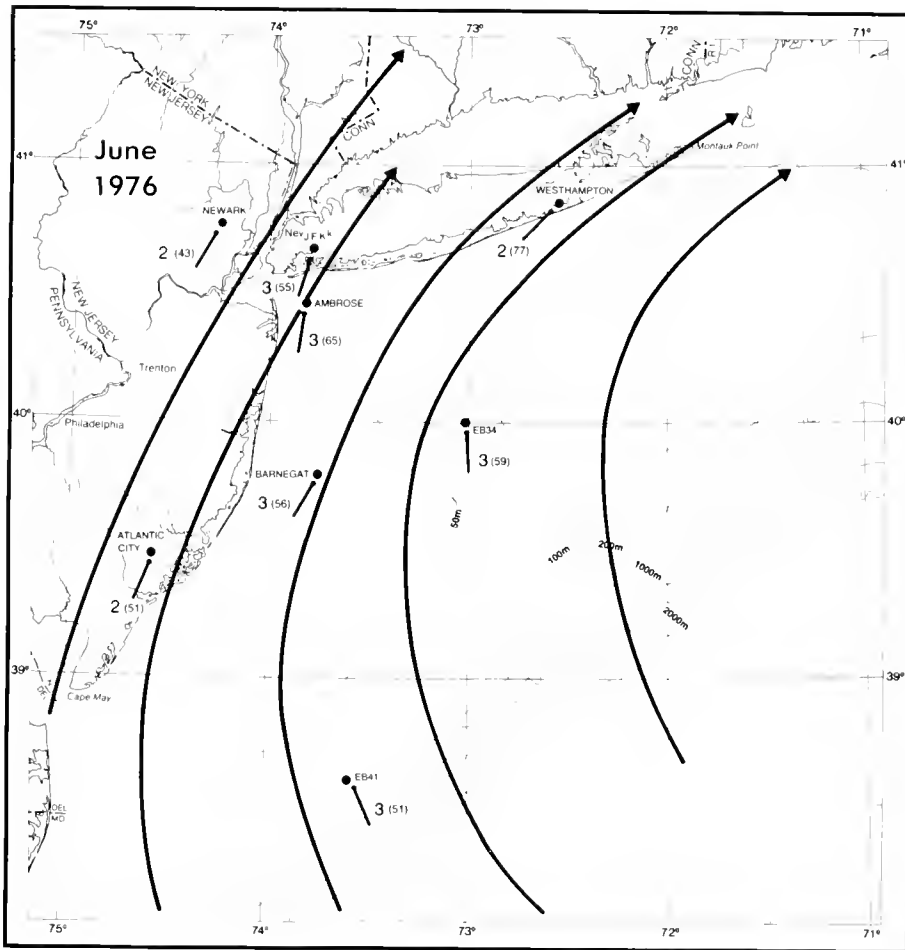 75° 74° 73° 72° 71°
CONN
R.I.
NEW YORK
NEW JERSEY
CONN
41° 41°
June
1976
Montauk Point
WESTHAMPTON
NEWARK
2 (77)
2 (43)
JFK
3 (55)
AMBROSE
NEW JERSEY
PENNSYLVANIA
3 (65)
Trenton
40° 40°
Philadelphia
EB34
3 (59)
BARNEGAT
3 (56)
50m
ATLANTIC
CITY
100m
200m
1000m
2000m
2 (51)
39° 39°
DEL
Cape May
EB41
3 (51)
DEL
MD
75° 74° 73° 72° 71°